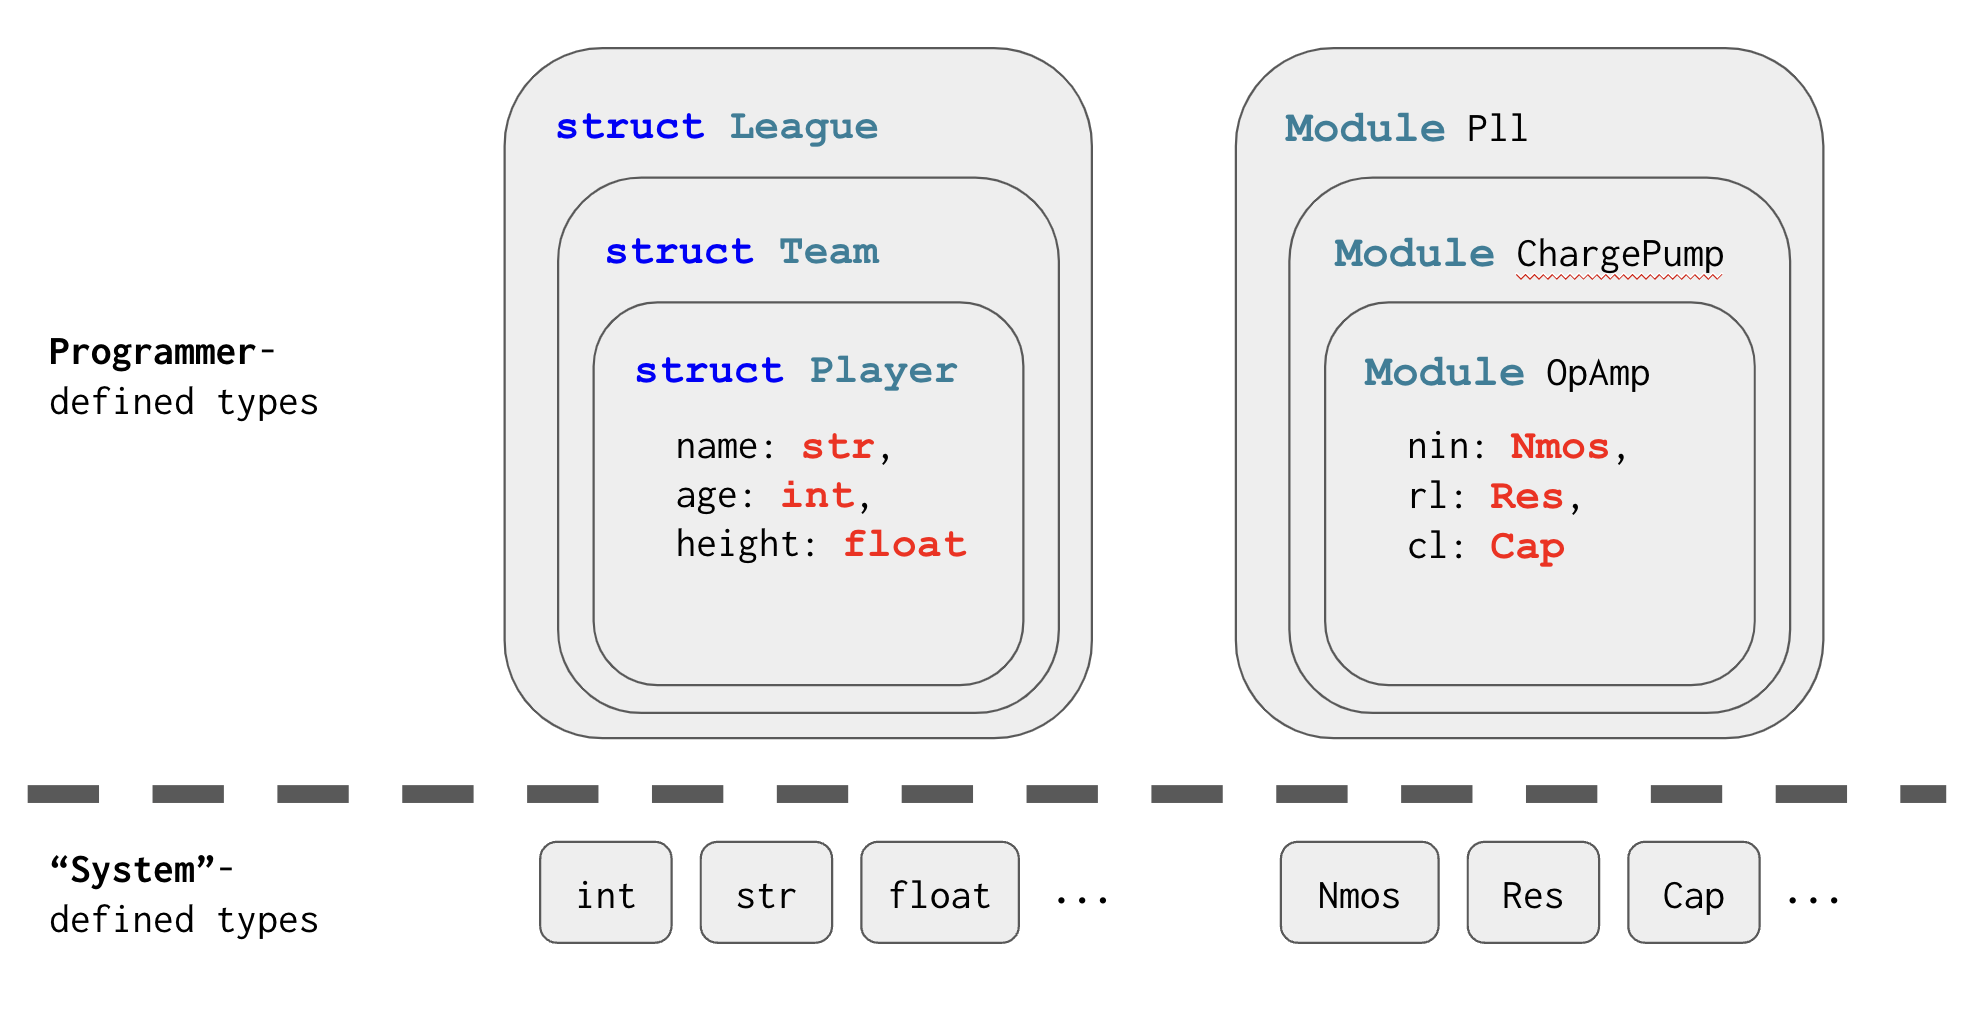 struct League
struct Team
struct Player
name: str,
age: int,
height: float
Module Pll
Module ChargePump
Module OpAmp
nin: Nmos,
rl: Res,
cl: Cap
Programmer-
defined types
“System”-
defined types
int
str
float
...
Nmos
Res
Cap
...